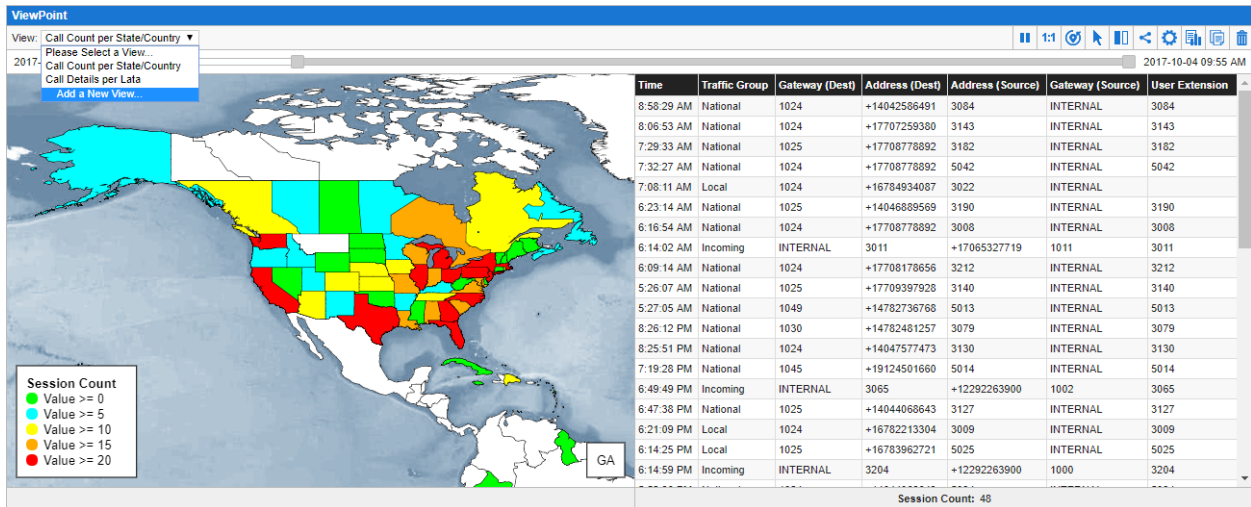 ViewPoint
View: Call Count per State/Country ▼ 1:1
Please Select a View...
Call Count per State/Country
Call Details per Lata
Add a New View...
2017- 2017-10-04 09:55 AM
Time Traffic Group Gateway (Dest) Address (Dest) Address (Source) Gateway (Source) User Extension
8:58:29 AM National 1024 +14042586491 3084 INTERNAL 3084
8:06:53 AM National 1024 +17707259380 3143 INTERNAL 3143
7:29:33 AM National 1025 +17708778892 3182 INTERNAL 3182
7:32:27 AM National 1024 +17708778892 5042 INTERNAL 5042
7:08:11 AM Local 1024 +16784934087 3022 INTERNAL
6:23:14 AM National 1025 +14046889569 3190 INTERNAL 3190
6:16:54 AM National 1024 +17708778892 3008 INTERNAL 3008
6:14:02 AM Incoming INTERNAL 3011 +17065327719 1011 3011
6:09:14 AM National 1024 +17708178656 3212 INTERNAL 3212
5:26:07 AM National 1025 +17709397928 3140 INTERNAL 3140
5:27:05 AM National 1049 +14782736768 5013 INTERNAL 5013
8:26:12 PM National 1030 +14782481257 3079 INTERNAL 3079
8:25:51 PM National 1024 +14047577473 3130 INTERNAL 3130
7:19:28 PM National 1045 +19124501660 5014 INTERNAL 5014
6:49:49 PM Incoming INTERNAL 3065 +12292263900 1002 3065
6:47:38 PM National 1025 +14044068643 3127 INTERNAL 3127
6:21:09 PM Local 1024 +16782213304 3009 INTERNAL 3009
6:14:25 PM Local 1025 +16783962721 5025 INTERNAL 5025
6:14:59 PM Incoming INTERNAL 3204 +12292263900 1000 3204
Session Count
Value >= 0
Value >= 5
Value >= 10
Value >= 15
Value >= 20
GA
Session Count: 48